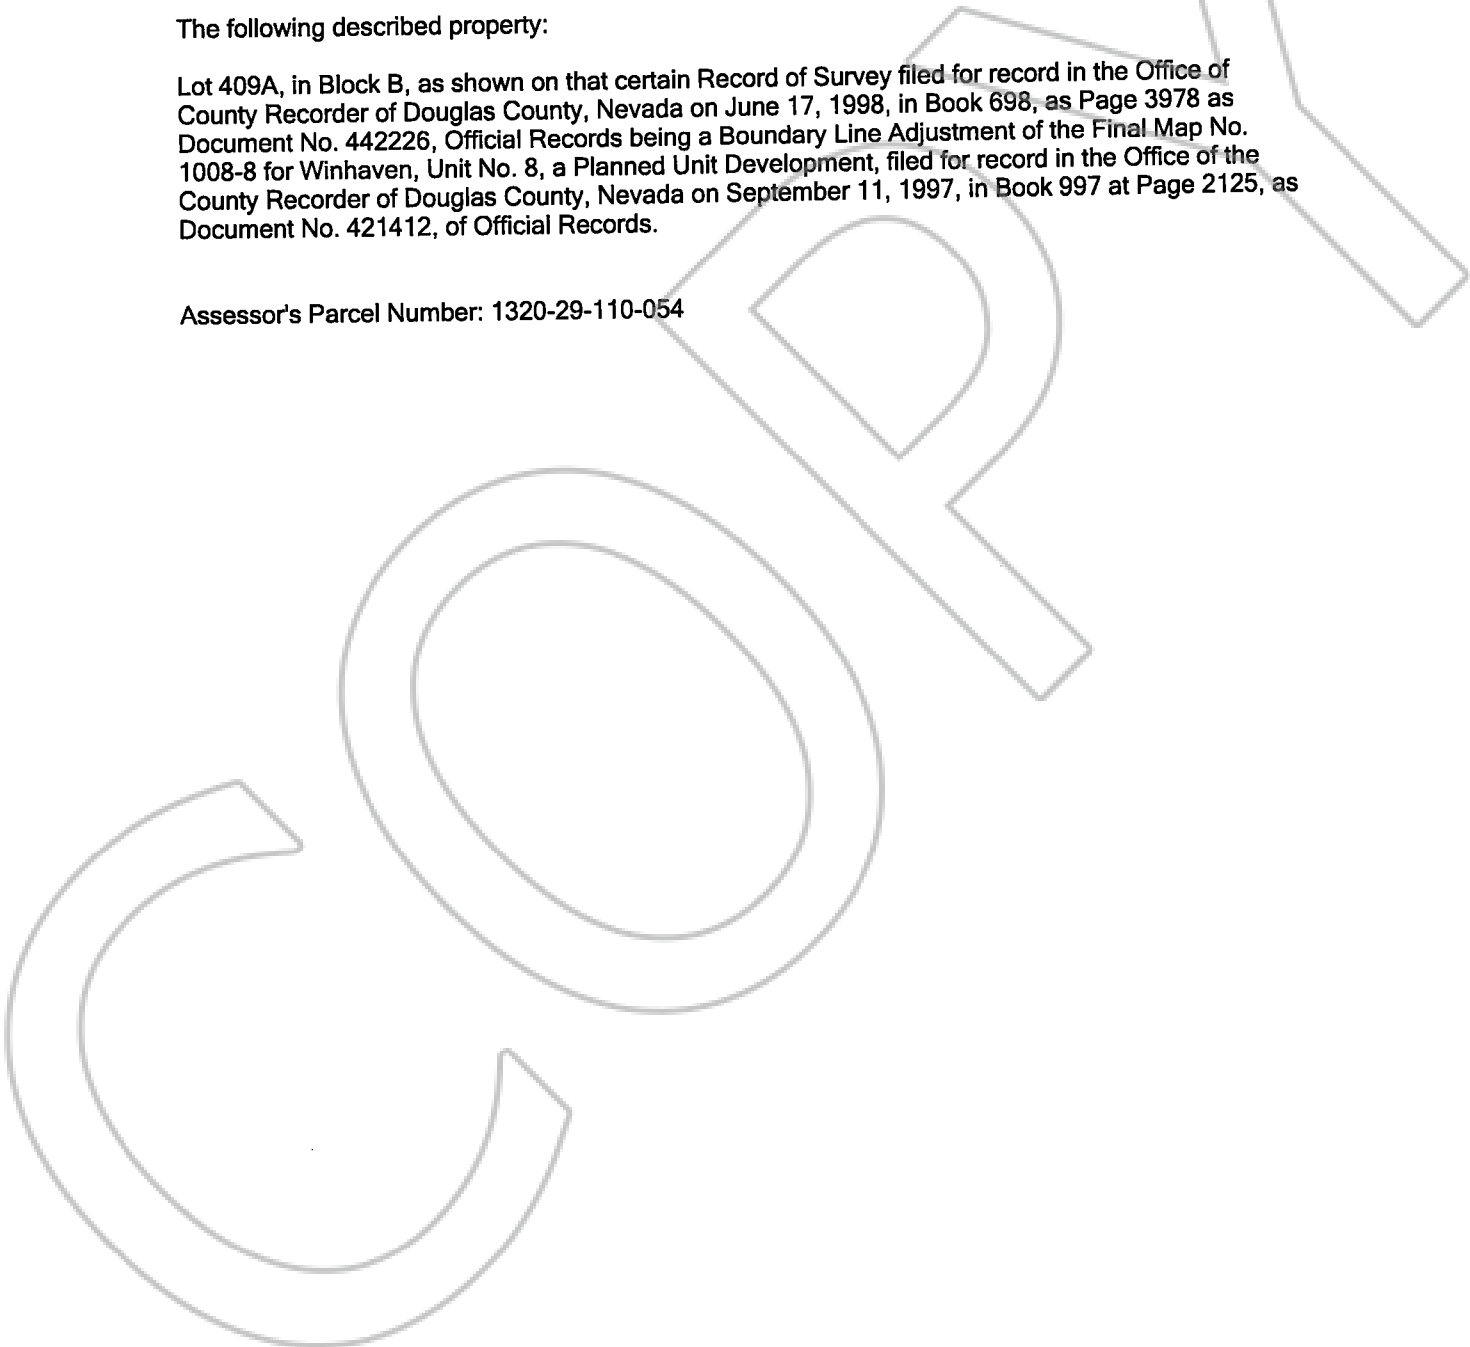 The following described property:
Lot 409A, in Block B, as shown on that certain Record of Survey filed for record in the Office of
County Recorder of Douglas County, Nevada on June 17, 1998, in Book 698, as Page 3978 as
Document No. 442226, Official Records being a Boundary Line Adjustment of the Final Map No.
1008-8 for Winhaven, Unit No. 8, a Planned Unit Development, filed for record in the Office of the
County Recorder of Douglas County, Nevada on September 11, 1997, in Book 997 at Page 2125, as
Document No. 421412, of Official Records.
Assessor's Parcel Number: 1320-29-110-054
COPY